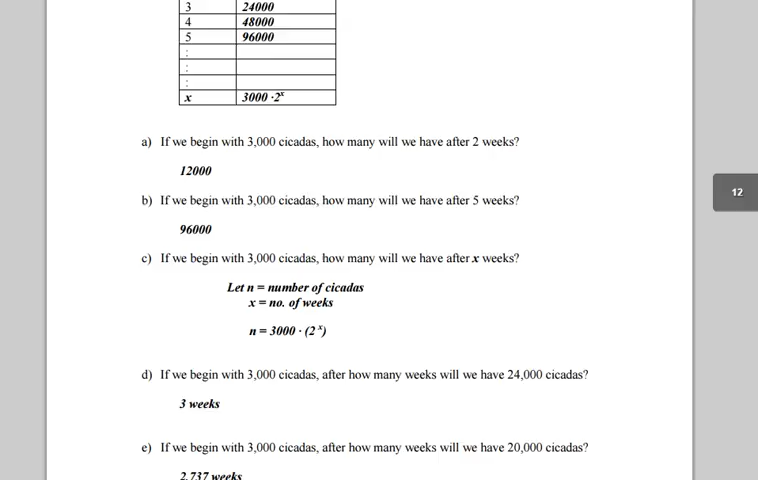 3 24000
4 48000
5 96000
:
:
:
x 3000 ·2ˣ
a) If we begin with 3,000 cicadas, how many will we have after 2 weeks?
12000
b) If we begin with 3,000 cicadas, how many will we have after 5 weeks?
12
96000
c) If we begin with 3,000 cicadas, how many will we have after x weeks?
Let n = number of cicadas
x = no. of weeks
n = 3000 · (2ˣ)
d) If we begin with 3,000 cicadas, after how many weeks will we have 24,000 cicadas?
3 weeks
e) If we begin with 3,000 cicadas, after how many weeks will we have 20,000 cicadas?
2.737 weeks